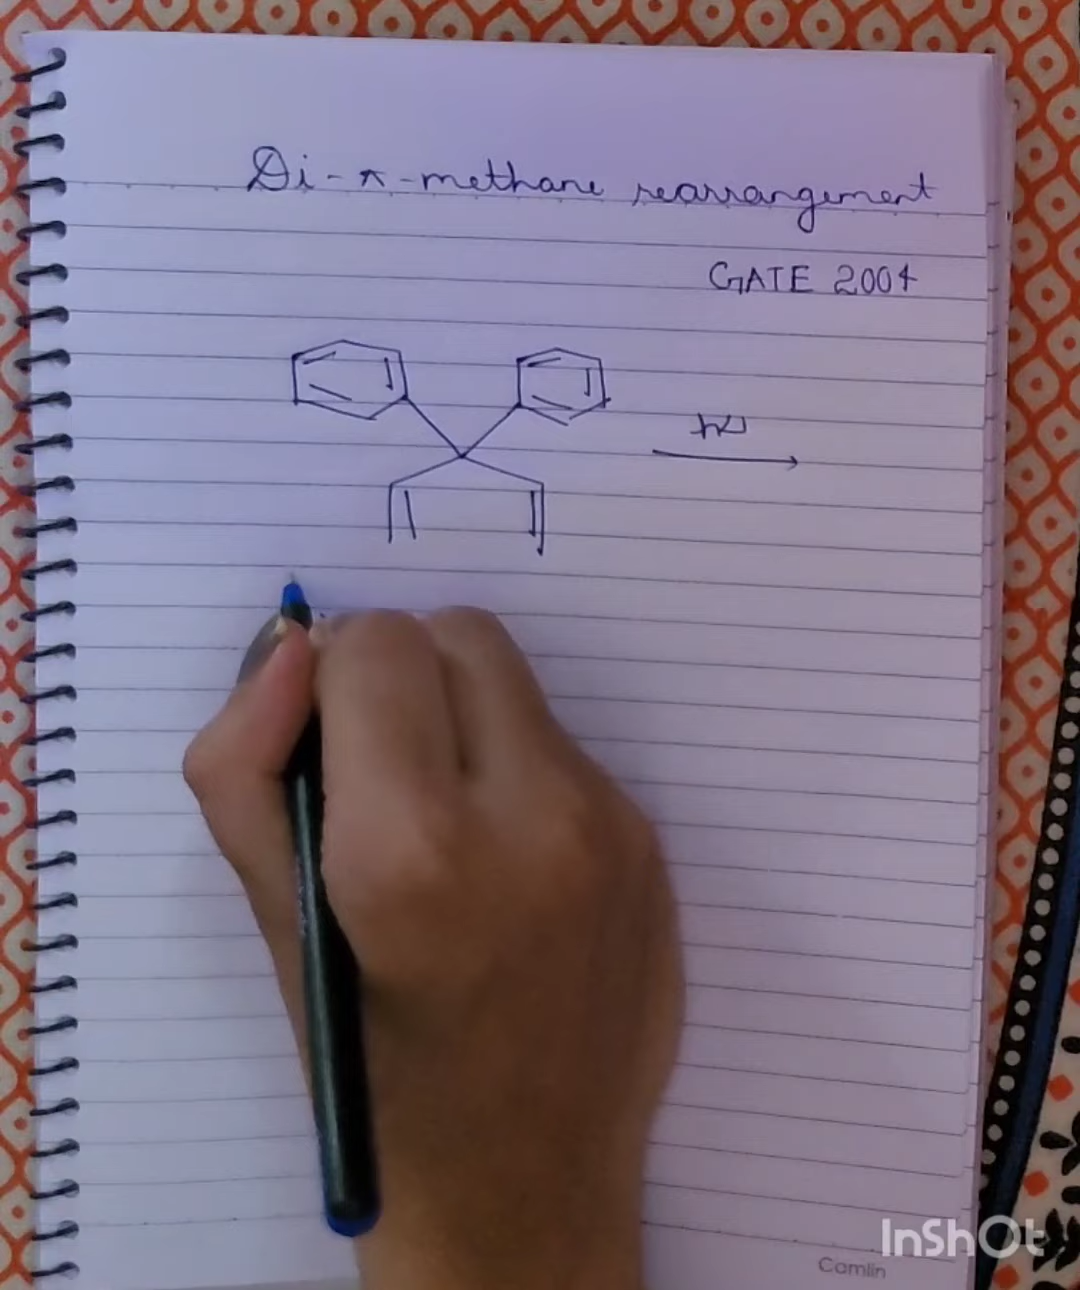 Di-π-methane rearrangement
GATE 2004
hν
Camlin
InShOt